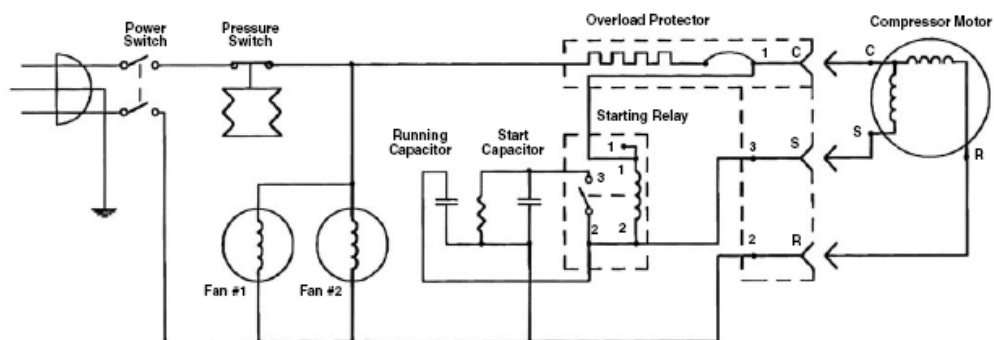 Power
Switch
Pressure
Switch
Overload Protector
Compressor Motor
1
C
C
Starting Relay
Running
Capacitor
Start
Capacitor
1
1
3
2
2
3
S
S
R
2
R
Fan #1
Fan #2